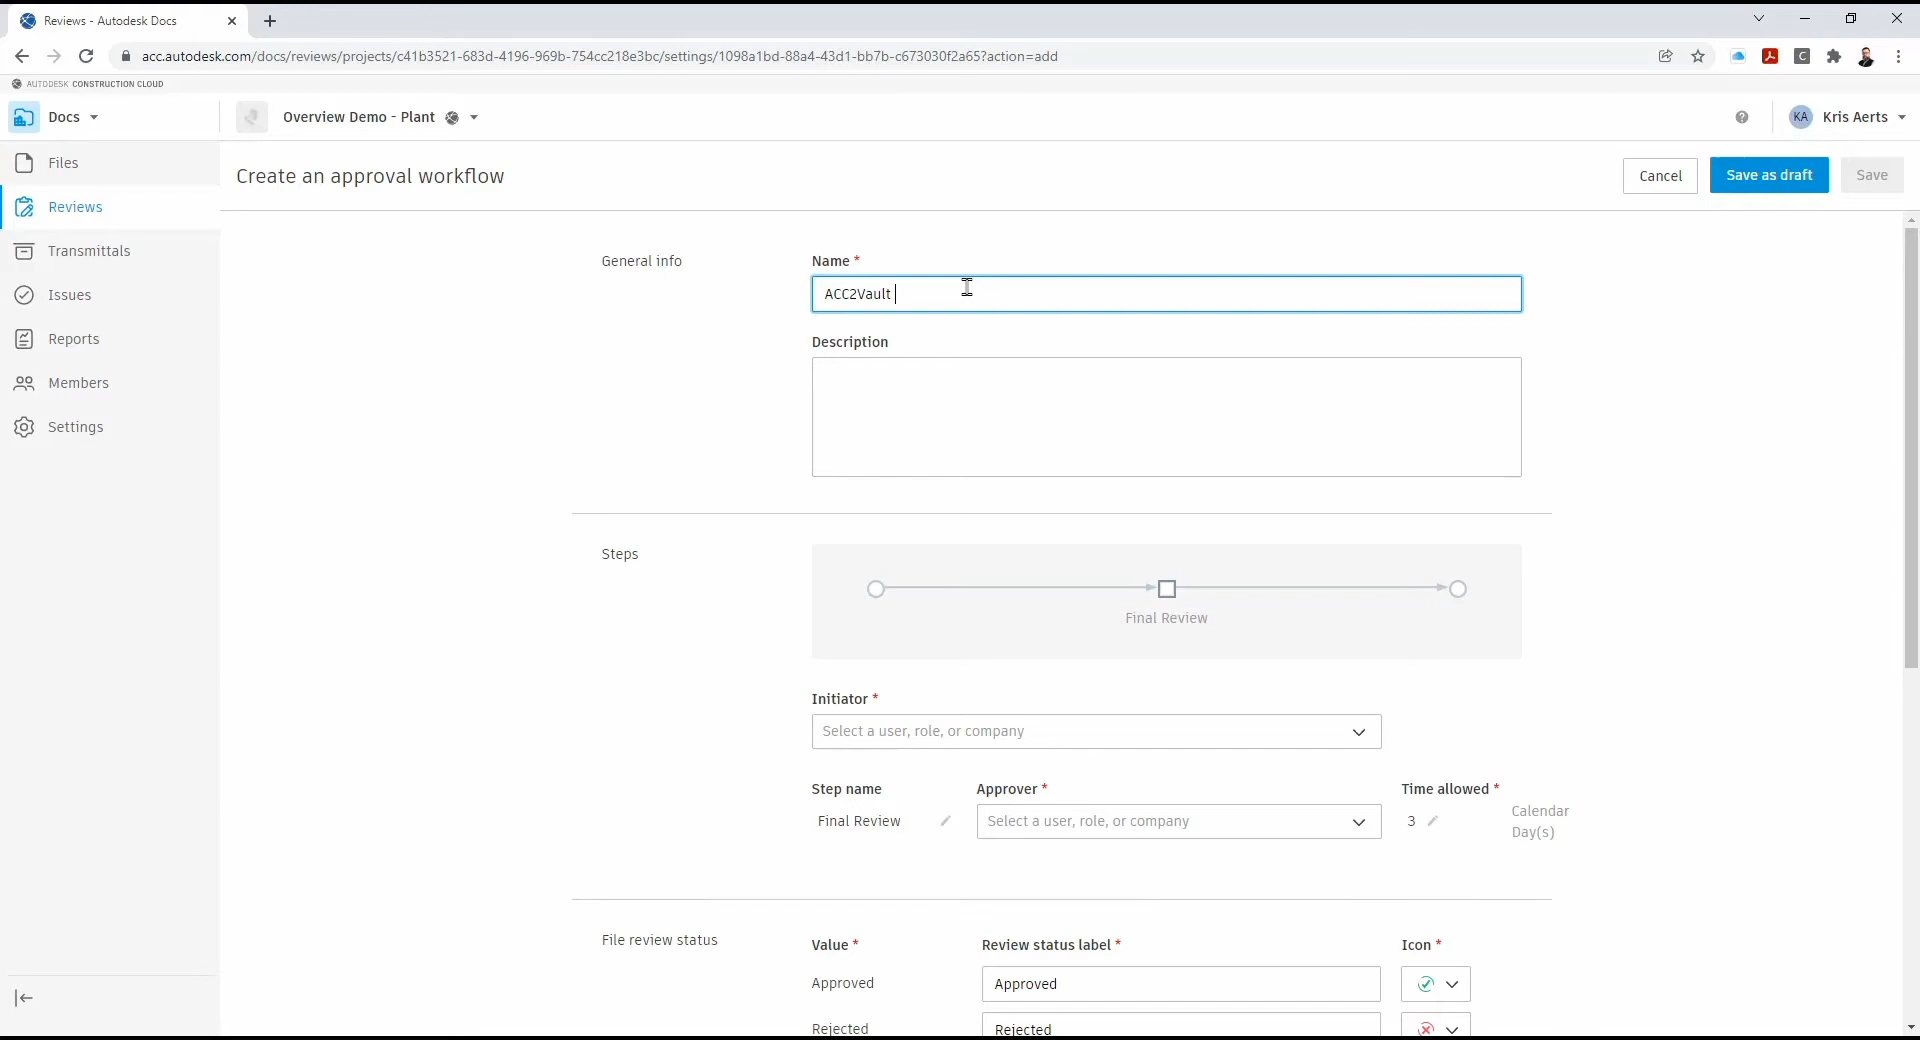 Reviews - Autodesk Docs
acc.autodesk.com/docs/reviews/projects/c41b3521-683d-4196-969b-754cc218e3bc/settings/1098a1bd-88a4-43d1-bb7b-c673030f2a65?action=add
AUTODESK CONSTRUCTION CLOUD
Docs
Overview Demo - Plant
KA Kris Aerts
Files
Reviews
Transmittals
Issues
Reports
Members
Settings
Create an approval workflow
Cancel
Save as draft
Save
General info
Name *
ACC2Vault
Description
Steps
Final Review
Initiator *
Select a user, role, or company
Step name Approver * Time allowed *
Final Review Select a user, role, or company 3 Calendar
Day(s)
File review status
Value * Review status label * Icon *
Approved Approved
Rejected Rejected